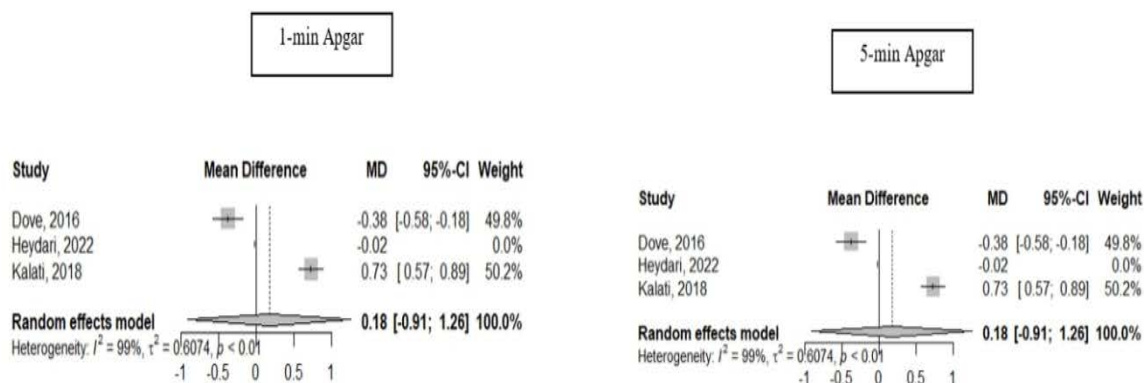 1-min Apgar
Study Mean Difference MD 95%-CI Weight
Dove, 2016 -0.38 [-0.58; -0.18] 49.8%
Heydari, 2022 -0.02 0.0%
Kalati, 2018 0.73 [0.57; 0.89] 50.2%
Random effects model 0.18 [-0.91; 1.26] 100.0%
Heterogeneity: I² = 99%, τ² = 0.6074, p < 0.01
-1 -0.5 0 0.5 1
5-min Apgar
Study Mean Difference MD 95%-CI Weight
Dove, 2016 -0.38 [-0.58; -0.18] 49.8%
Heydari, 2022 -0.02 0.0%
Kalati, 2018 0.73 [0.57; 0.89] 50.2%
Random effects model 0.18 [-0.91; 1.26] 100.0%
Heterogeneity: I² = 99%, τ² = 0.6074, p < 0.01
-1 -0.5 0 0.5 1